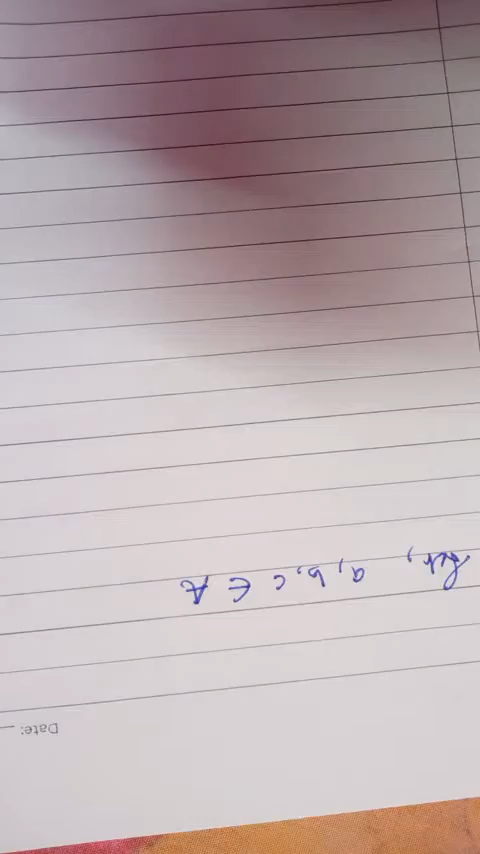 Date:
Let, a, b, c ∈ A